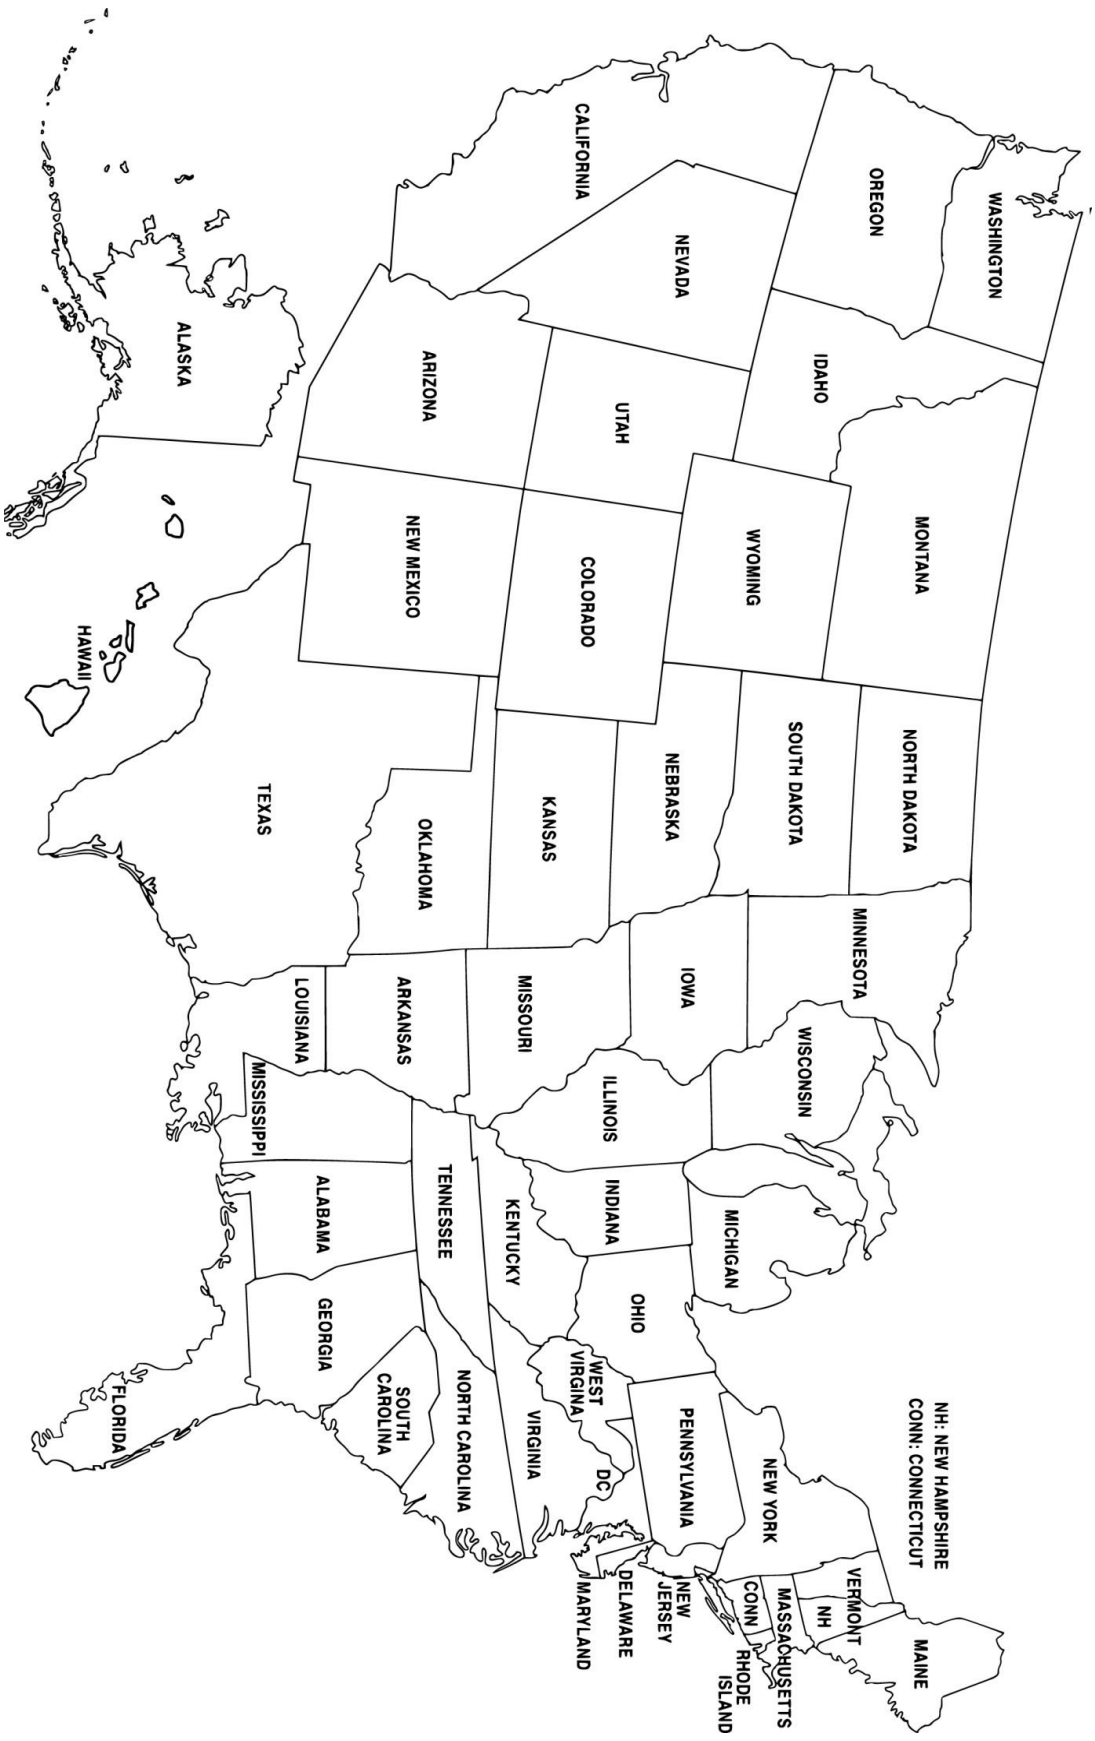 WASHINGTON
OREGON
CALIFORNIA
NEVADA
IDAHO
MONTANA
WYOMING
UTAH
ARIZONA
COLORADO
NEW MEXICO
NORTH DAKOTA
SOUTH DAKOTA
NEBRASKA
KANSAS
OKLAHOMA
TEXAS
MINNESOTA
IOWA
MISSOURI
ARKANSAS
LOUISIANA
WISCONSIN
ILLINOIS
MISSISSIPPI
MICHIGAN
INDIANA
KENTUCKY
TENNESSEE
ALABAMA
OHIO
GEORGIA
FLORIDA
SOUTH
CAROLINA
NORTH CAROLINA
VIRGINIA
WEST
VIRGINA
DC
PENNSYLVANIA
NEW YORK
VERMONT
NH
MAINE
MASSACHUSETTS
CONN
RHODE
ISLAND
NEW
JERSEY
DELAWARE
MARYLAND
ALASKA
HAWAII
NH: NEW HAMPSHIRE
CONN: CONNECTICUT